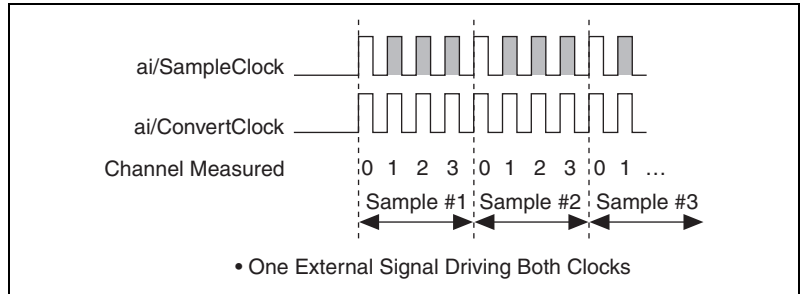 ai/SampleClock
ai/ConvertClock
Channel Measured 0 1 2 3 0 1 2 3 0 1 ...
Sample #1 Sample #2 Sample #3
• One External Signal Driving Both Clocks